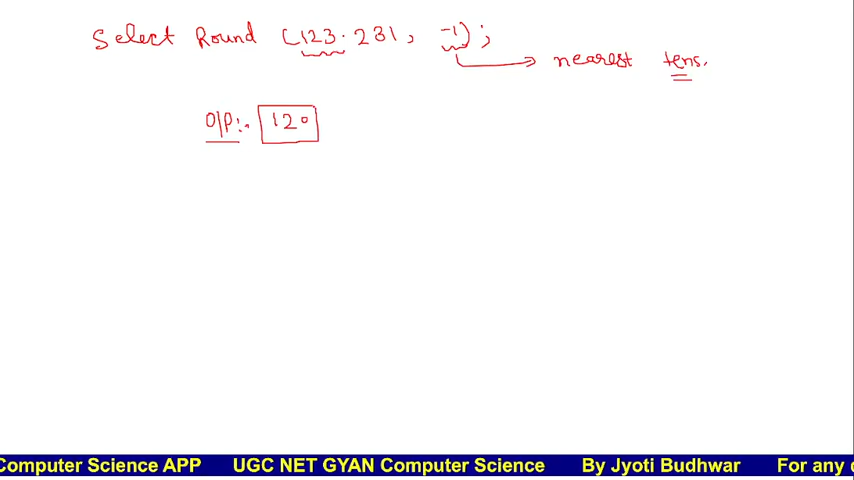 Select Round (123.231, -1);
nearest tens.
O/P:- 120
Computer Science APP UGC NET GYAN Computer Science By Jyoti Budhwar For any